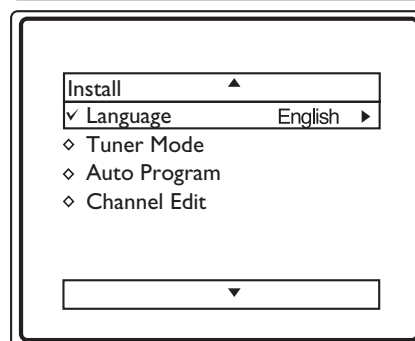 Install
Language English
Tuner Mode
Auto Program
Channel Edit